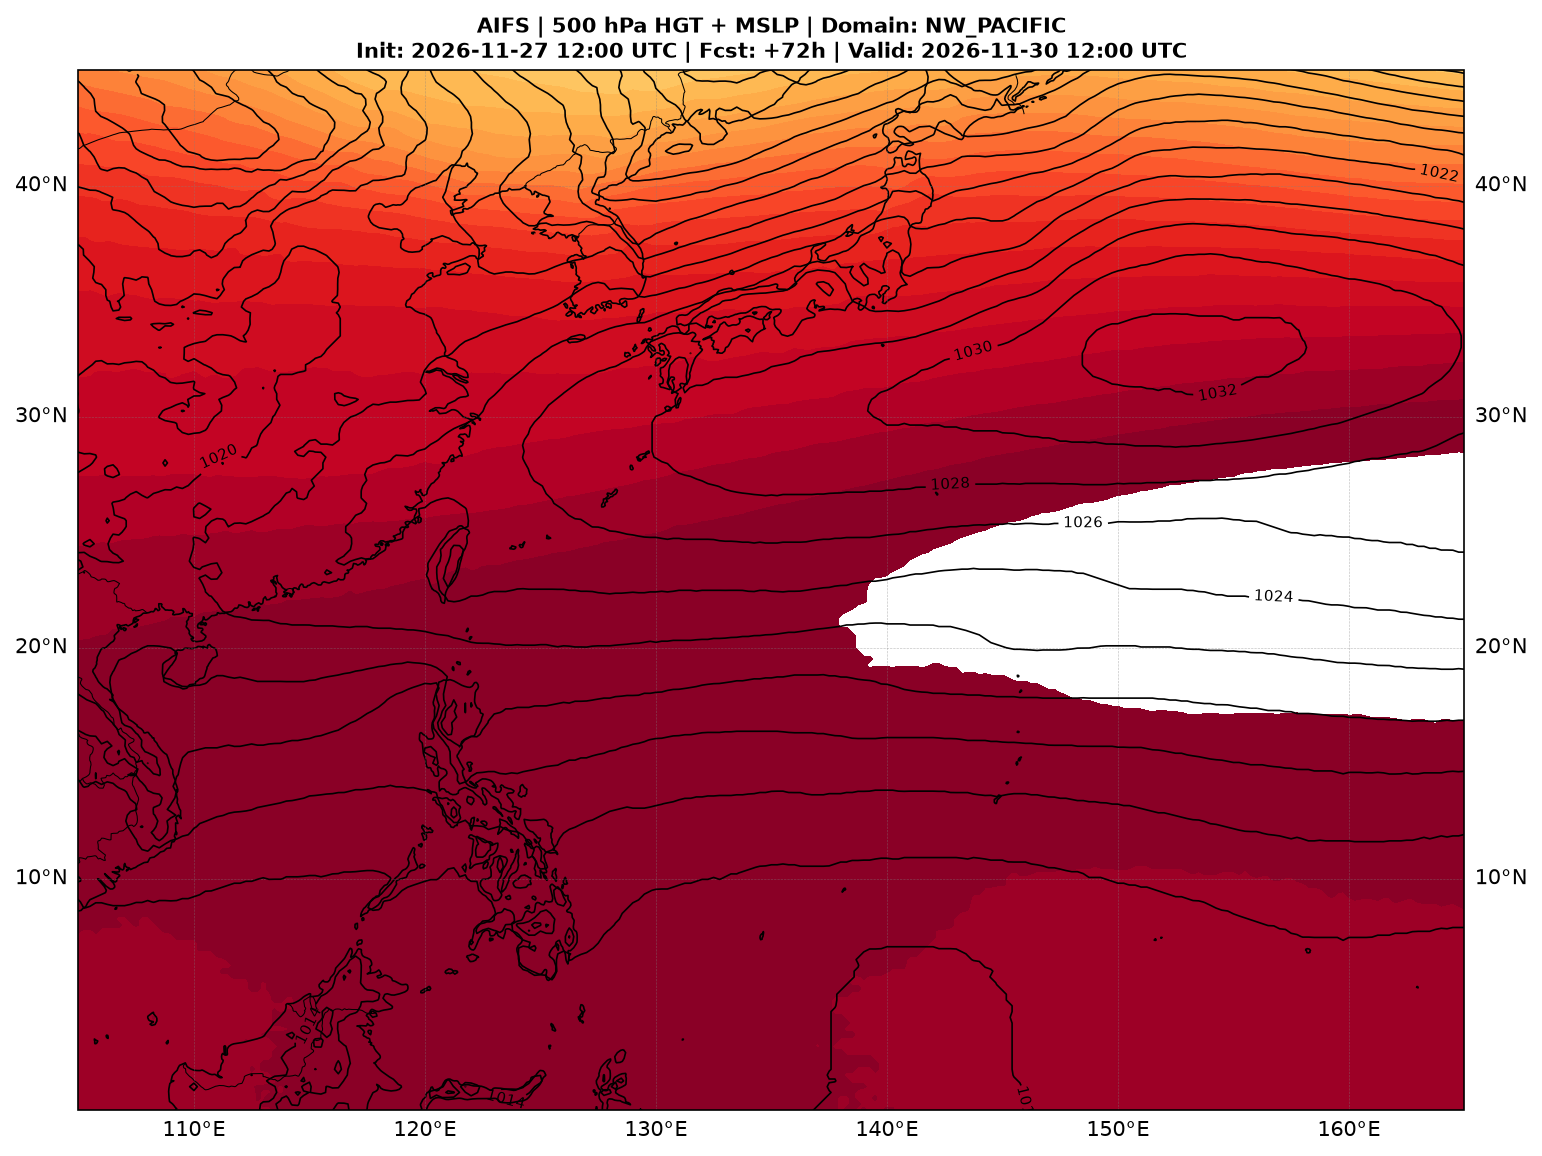 AIFS | 500 hPa HGT + MSLP | Domain: NW_PACIFIC
Init: 2026-11-27 12:00 UTC | Fcst: +72h | Valid: 2026-11-30 12:00 UTC
1022
40°N
40°N
1030
1032
30°N
30°N
1020
1028
1026
1024
20°N
20°N
10°N
10°N
1014
110°E
120°E
130°E
140°E
150°E
160°E